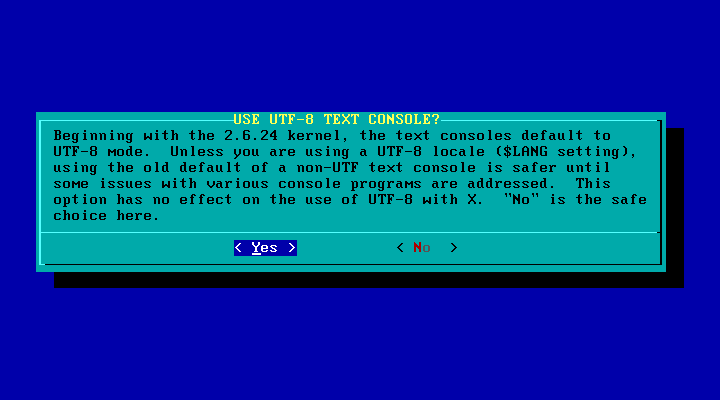 USE UTF-8 TEXT CONSOLE?
Beginning with the 2.6.24 kernel, the text consoles default to
UTF-8 mode.  Unless you are using a UTF-8 locale ($LANG setting),
using the old default of a non-UTF text console is safer until
some issues with various console programs are addressed.  This
option has no effect on the use of UTF-8 with X.  "No" is the safe
choice here.
< Yes > < No >